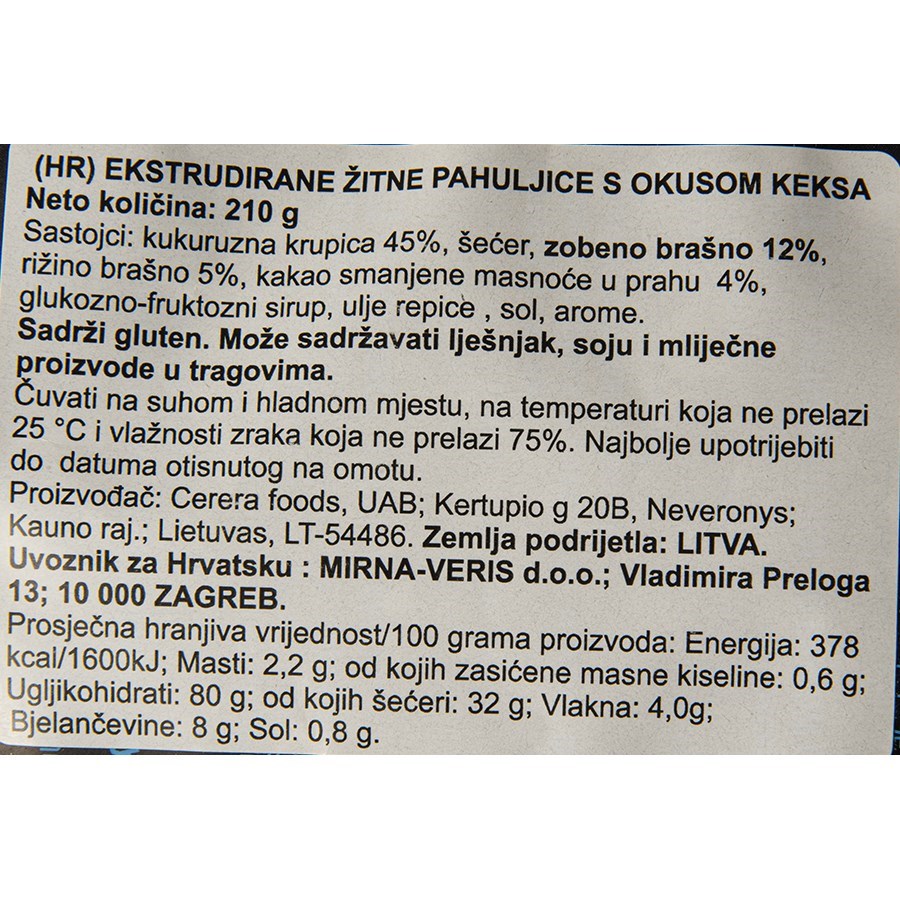 (HR) EKSTRUDIRANE ŽITNE PAHULJICE S OKUSOM KEKSA
Neto količina: 210 g
Sastojci: kukuruzna krupica 45%, šećer, zobeno brašno 12%,
rižino brašno 5%, kakao smanjene masnoće u prahu 4%,
glukozno-fruktozni sirup, ulje repice , sol, arome.
Sadrži gluten. Može sadržavati lješnjak, soju i mliječne
proizvode u tragovima.
Čuvati na suhom i hladnom mjestu, na temperaturi koja ne prelazi
25 °C i vlažnosti zraka koja ne prelazi 75%. Najbolje upotrijebiti
do datuma otisnutog na omotu.
Proizvođač: Cerera foods, UAB; Kertupio g 20B, Neveronys;
Kauno raj.; Lietuvas, LT-54486. Zemlja podrijetla: LITVA.
Uvoznik za Hrvatsku : MIRNA-VERIS d.o.o.; Vladimira Preloga
13; 10 000 ZAGREB.
Prosječna hranjiva vrijednost/100 grama proizvoda: Energija: 378
kcal/1600kJ; Masti: 2,2 g; od kojih zasićene masne kiseline: 0,6 g;
Ugljikohidrati: 80 g; od kojih šećeri: 32 g; Vlakna: 4,0g;
Bjelančevine: 8 g; Sol: 0,8 g.